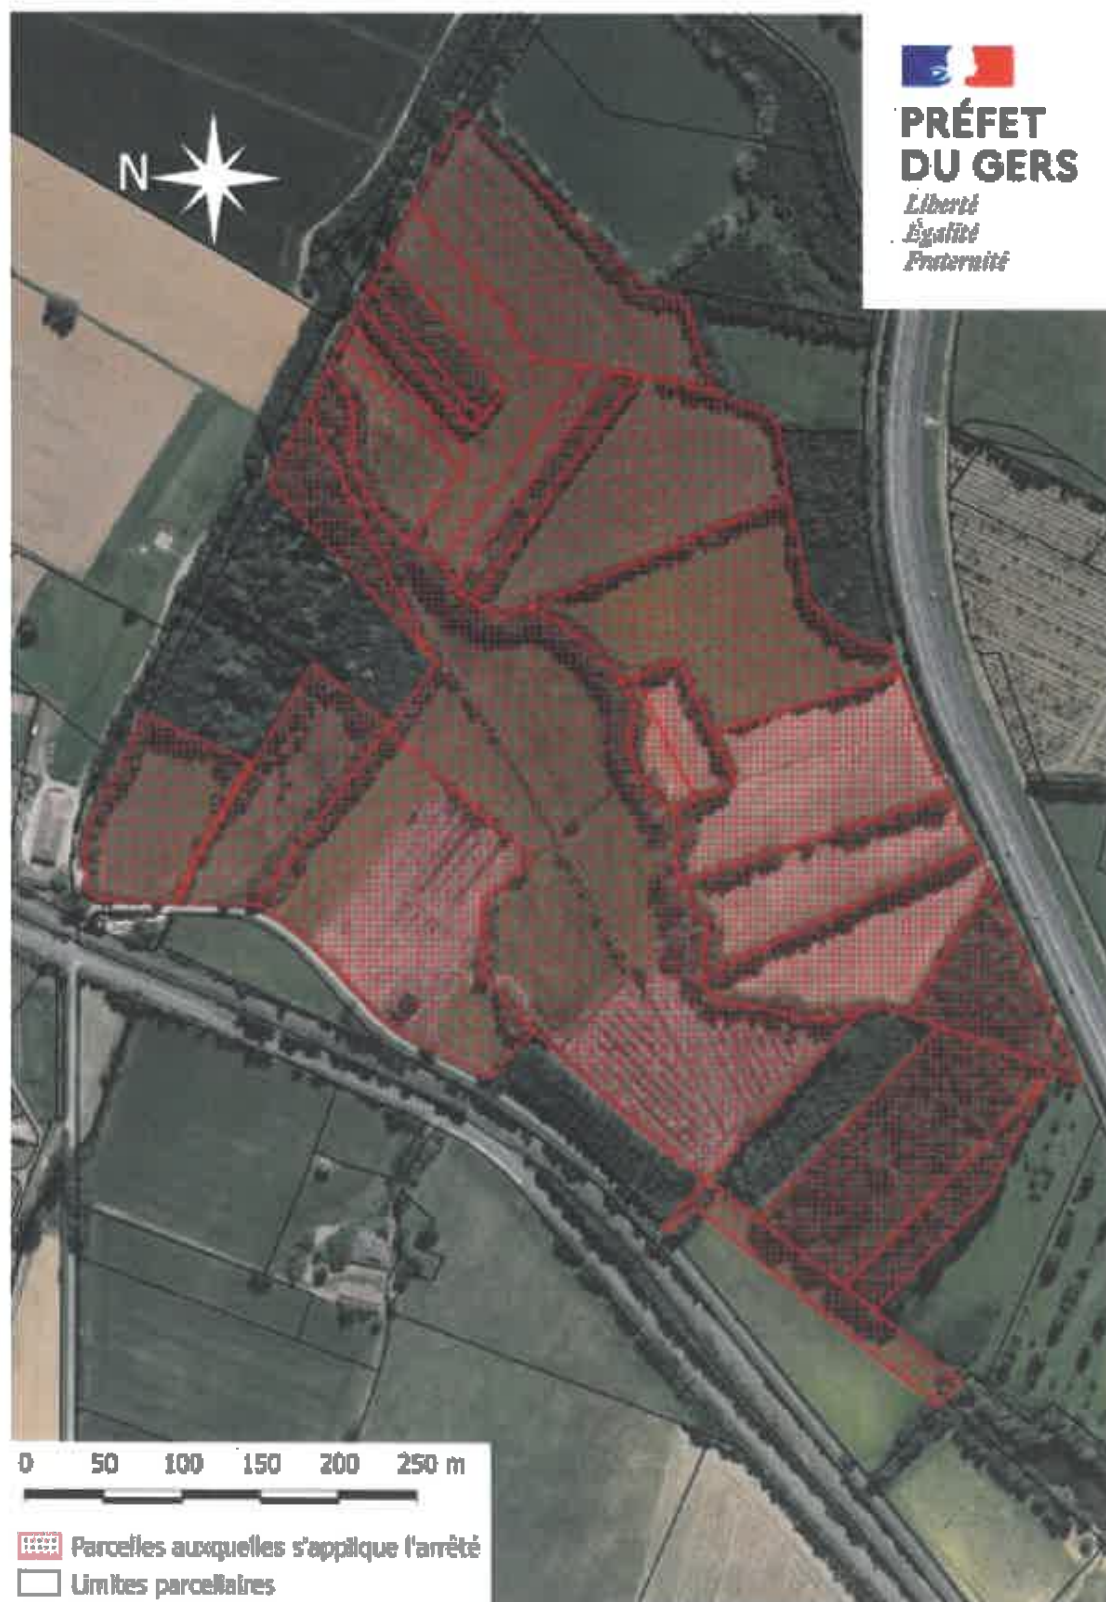 PRÉFET
DU GERS
Liberté
Égalité
Fraternité
N
0 50 100 150 200 250 m
Parcelles auxquelles s'applique l'arrêté
Limites parcellaires